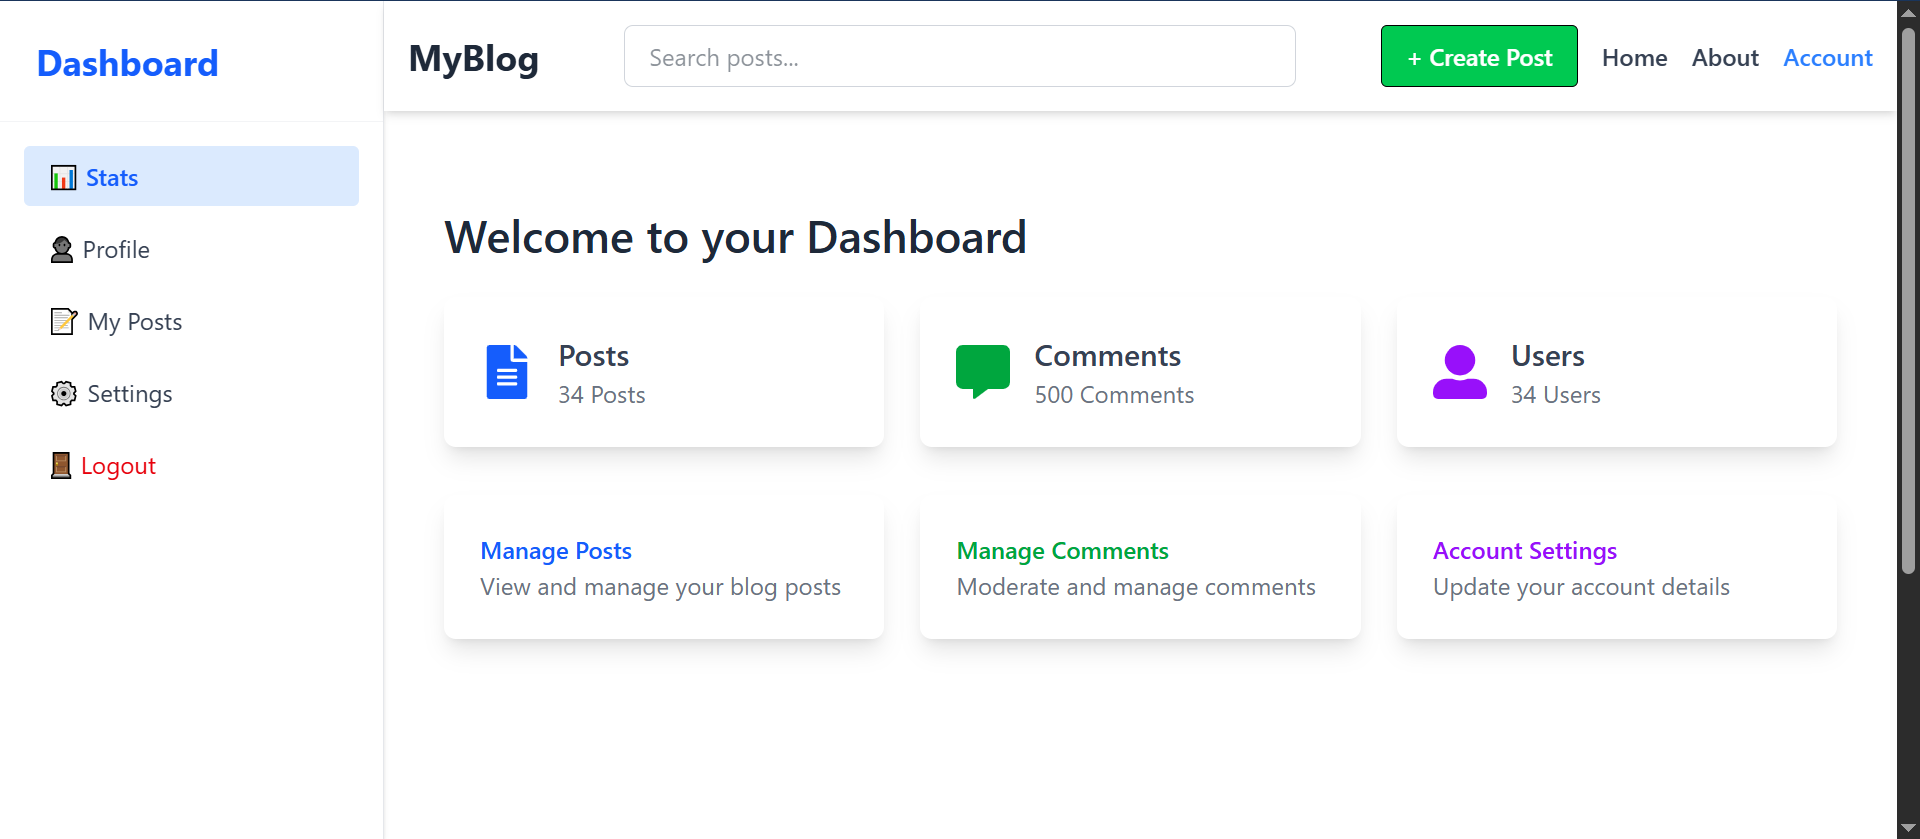 Dashboard
Stats
Profile
My Posts
Settings
Logout
MyBlog
Search posts...
+ Create Post
Home
About
Account
Welcome to your Dashboard
Posts
34 Posts
Comments
500 Comments
Users
34 Users
Manage Posts
View and manage your blog posts
Manage Comments
Moderate and manage comments
Account Settings
Update your account details